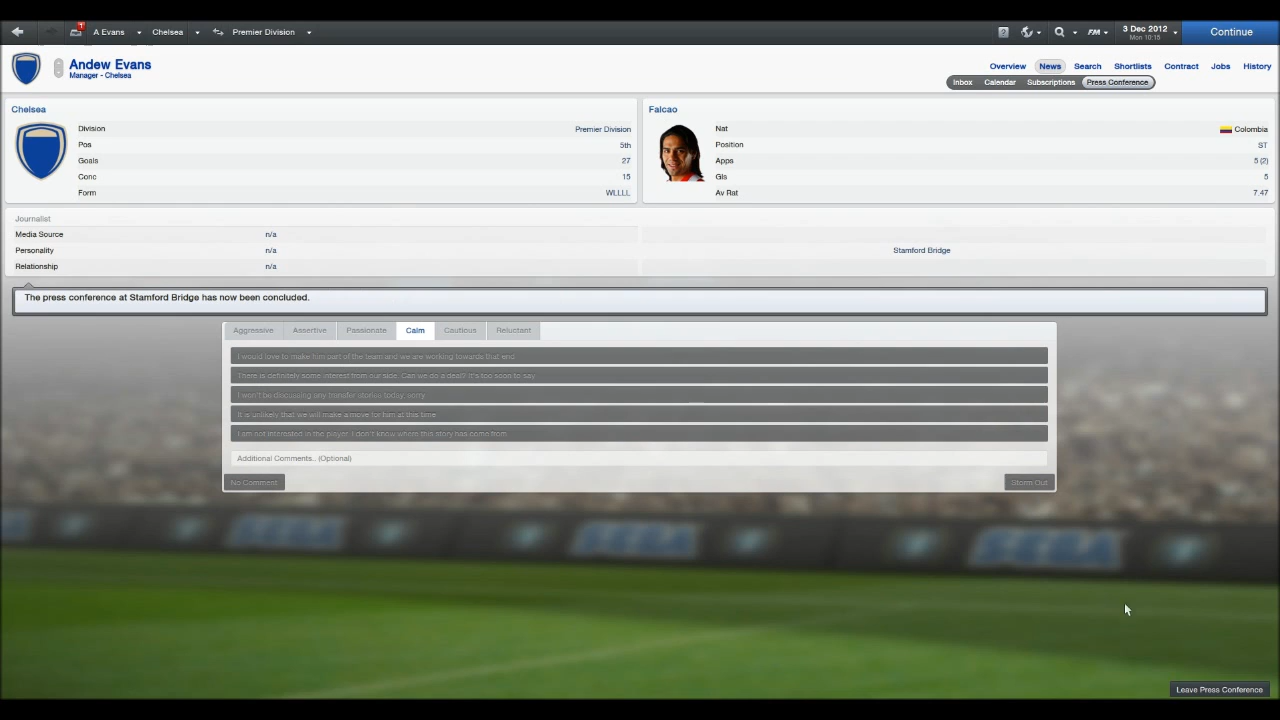 1
A Evans
Chelsea
Premier Division
FM
3 Dec 2012
Mon 10:15
Continue
Andew Evans
Manager - Chelsea
Overview News Search Shortlists Contract Jobs History
Inbox Calendar Subscriptions Press Conference
Chelsea
Division Premier Division
Pos 5th
Goals 27
Conc 15
Form WLLLL
Falcao
Nat Colombia
Position ST
Apps 5 (2)
Gls 5
Av Rat 7.47
Journalist
Media Source n/a
Personality n/a Stamford Bridge
Relationship n/a
The press conference at Stamford Bridge has now been concluded.
Aggressive Assertive Passionate Calm Cautious Reluctant
I would love to make him part of the team and we are working towards that end
There is definitely some interest from our side. Can we do a deal? It's too soon to say
I won't be discussing any transfer stories today, sorry
It is unlikely that we will make a move for him at this time
I am not interested in the player. I don't know where this story has come from
Additional Comments... (Optional)
No Comment Storm Out
SEGA SEGA SEGA
Leave Press Conference